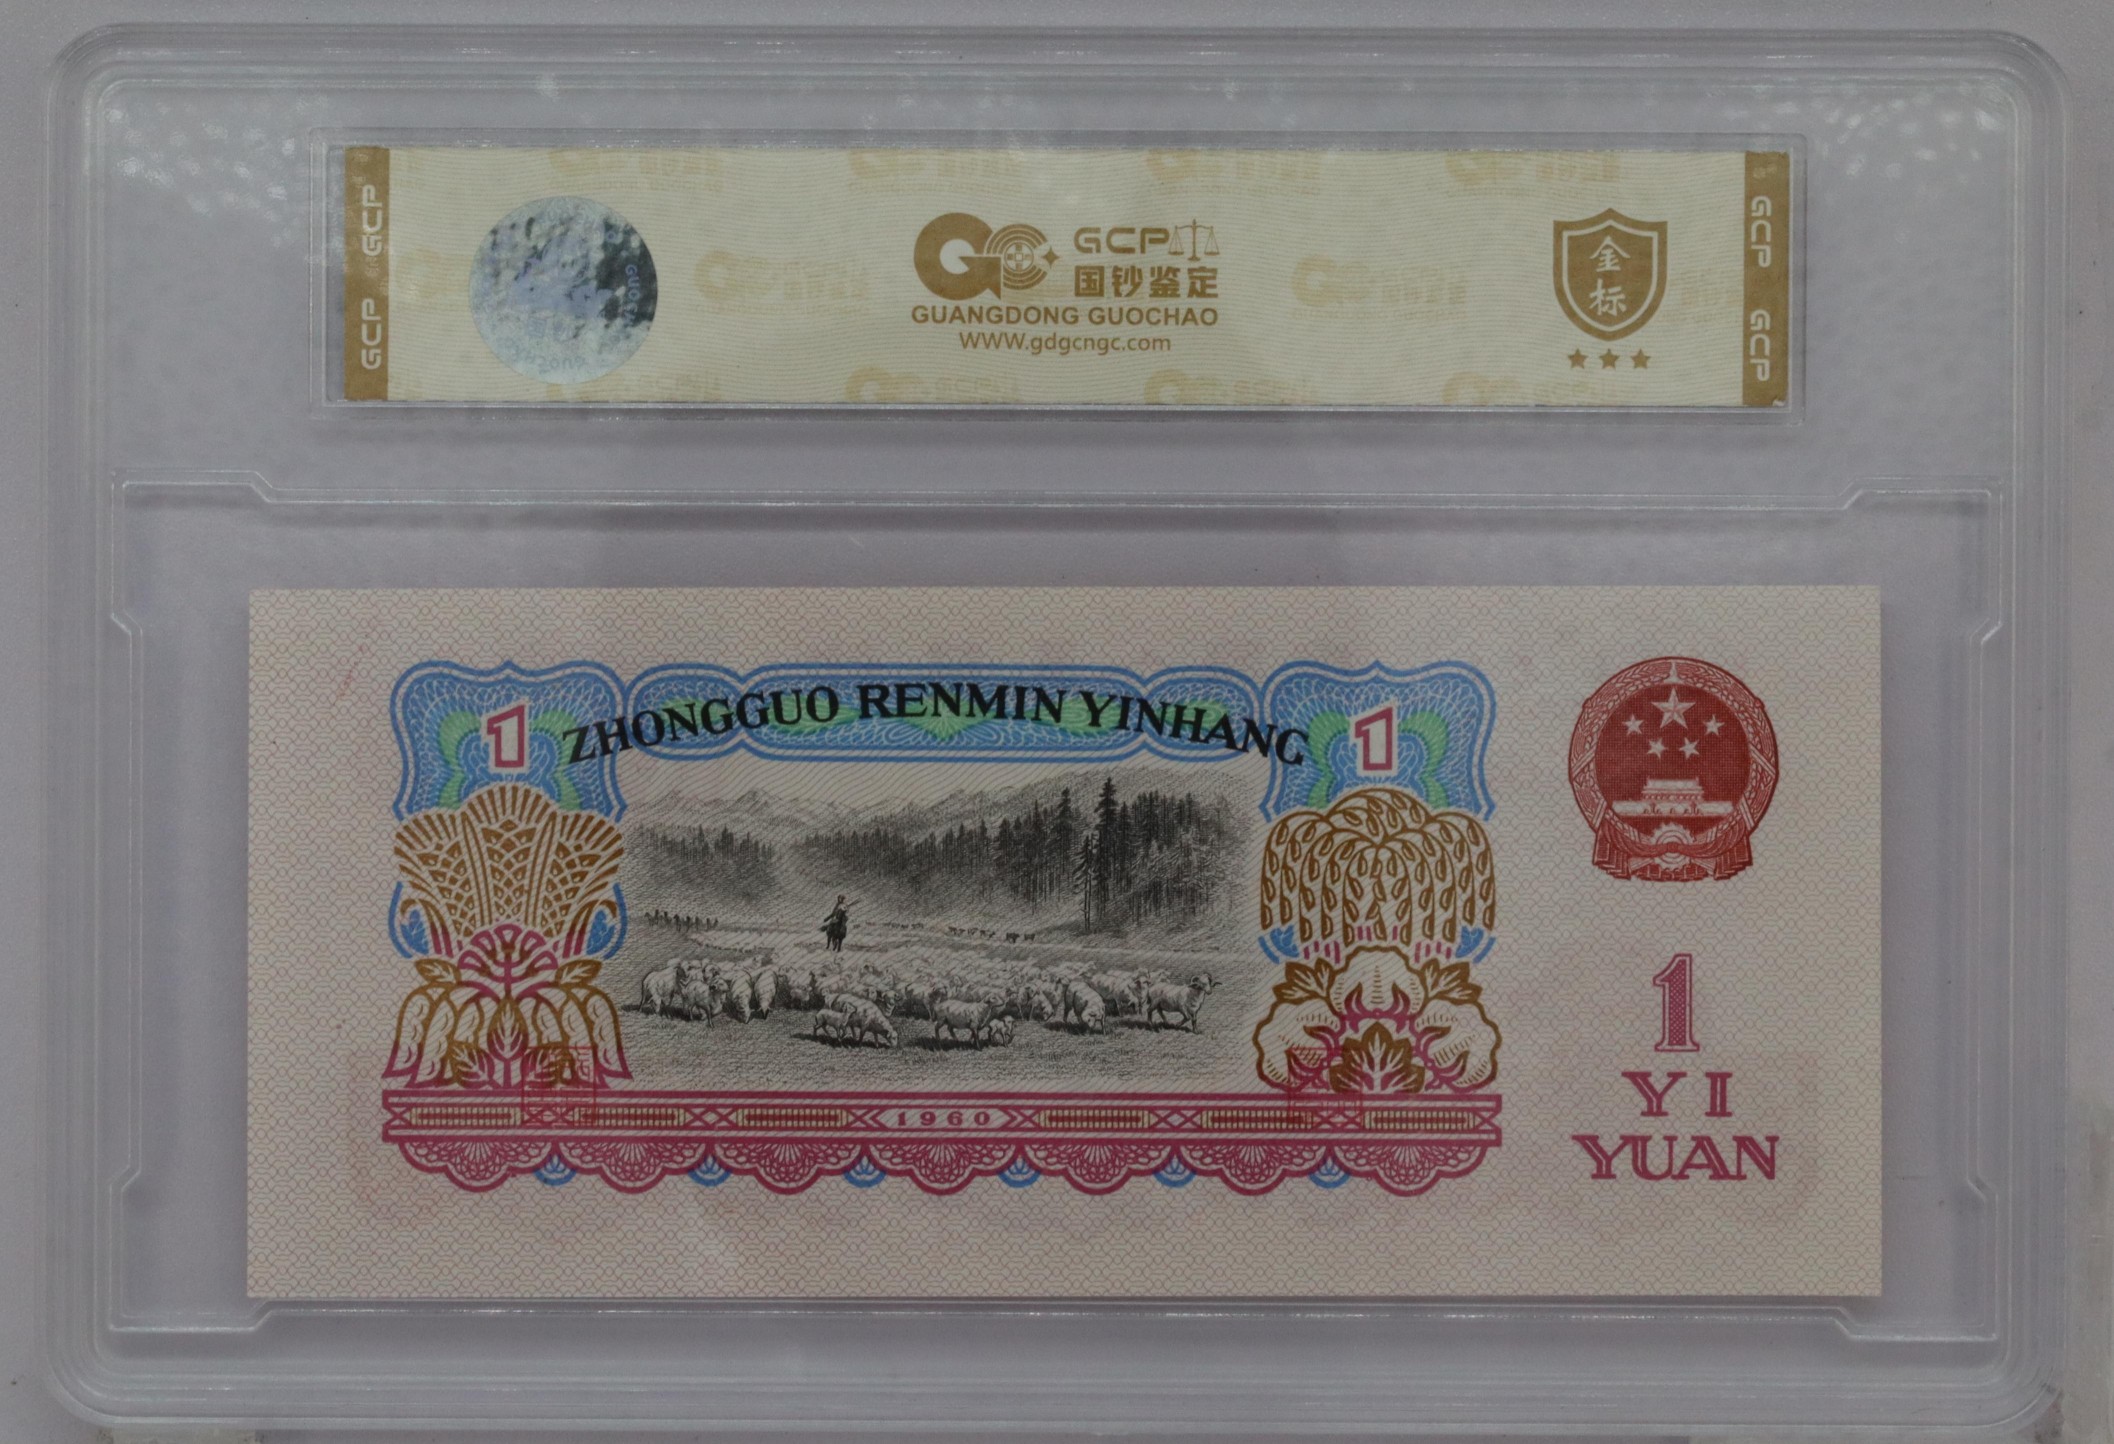 GCP
GCP
GCP
国钞鉴定
GUANGDONG GUOCHAO
WWW.gdgcngc.com
金
标
GCP
GCP
1
ZHONGGUO RENMIN YINHANG
1
1960
1
YI
YUAN